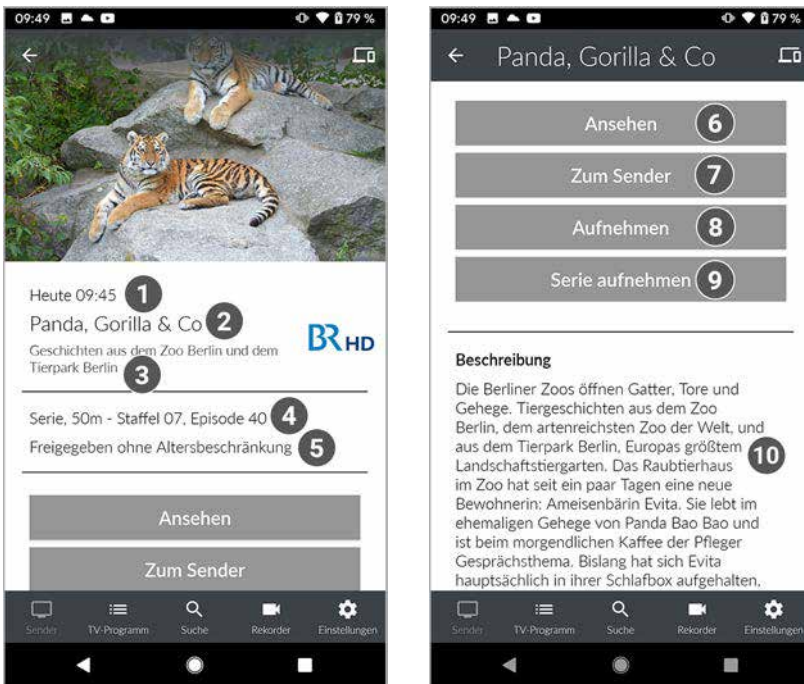 09:49 79 %
Heute 09:45 1
Panda, Gorilla & Co 2
BR HD
Geschichten aus dem Zoo Berlin und dem
Tierpark Berlin 3
Serie, 50m - Staffel 07, Episode 40 4
Freigegeben ohne Altersbeschränkung 5
Ansehen
Zum Sender
Sender TV-Programm Suche Rekorder Einstellungen
09:49 79 %
Panda, Gorilla & Co
Ansehen 6
Zum Sender 7
Aufnehmen 8
Serie aufnehmen 9
Beschreibung
Die Berliner Zoos öffnen Gatter, Tore und
Gehege. Tiergeschichten aus dem Zoo
Berlin, dem artenreichsten Zoo der Welt, und
aus dem Tierpark Berlin, Europas größtem
Landschaftstiergarten. Das Raubtierhaus 10
im Zoo hat seit ein paar Tagen eine neue
Bewohnerin: Ameisenbärin Evita. Sie lebt im
ehemaligen Gehege von Panda Bao Bao und
ist beim morgendlichen Kaffee der Pfleger
Gesprächsthema. Bislang hat sich Evita
hauptsächlich in ihrer Schlafbox aufgehalten,
Sender TV-Programm Suche Rekorder Einstellungen